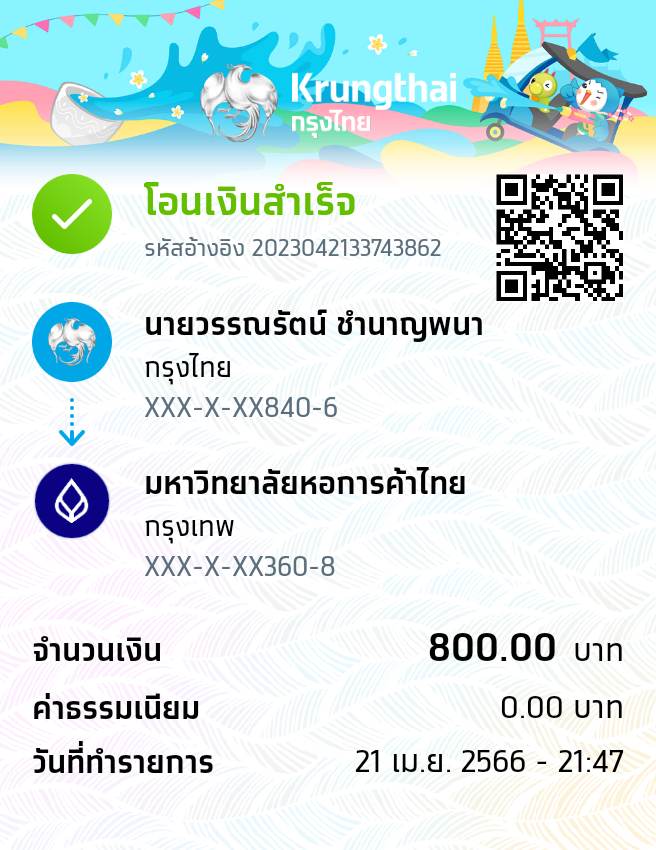 Krungthai
กรุงไทย
โอนเงินสำเร็จ
รหัสอ้างอิง 2023042133743862
นายวรรณรัตน์ ชำนาญพนา
กรุงไทย
XXX-X-XX840-6
มหาวิทยาลัยหอการค้าไทย
กรุงเทพ
XXX-X-XX360-8
จำนวนเงิน 800.00 บาท
ค่าธรรมเนียม 0.00 บาท
วันที่ทำรายการ 21 เม.ย. 2566 - 21:47